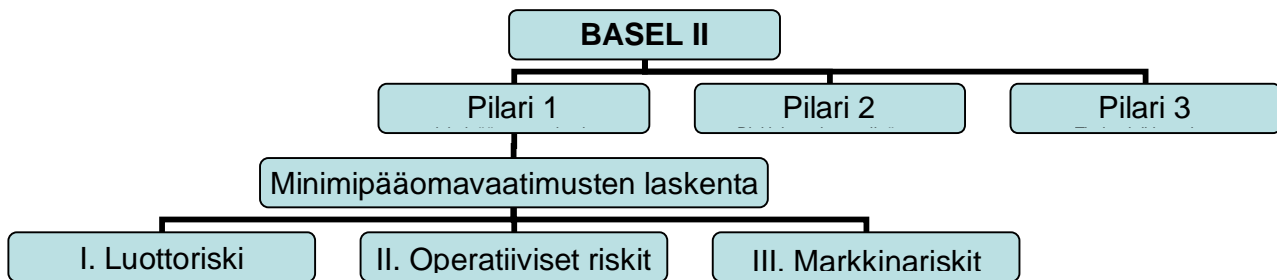 BASEL II
Pilari 1
Pilari 2
Pilari 3
Minimipääomavaatimusten laskenta
I. Luottoriski
II. Operatiiviset riskit
III. Markkinariskit